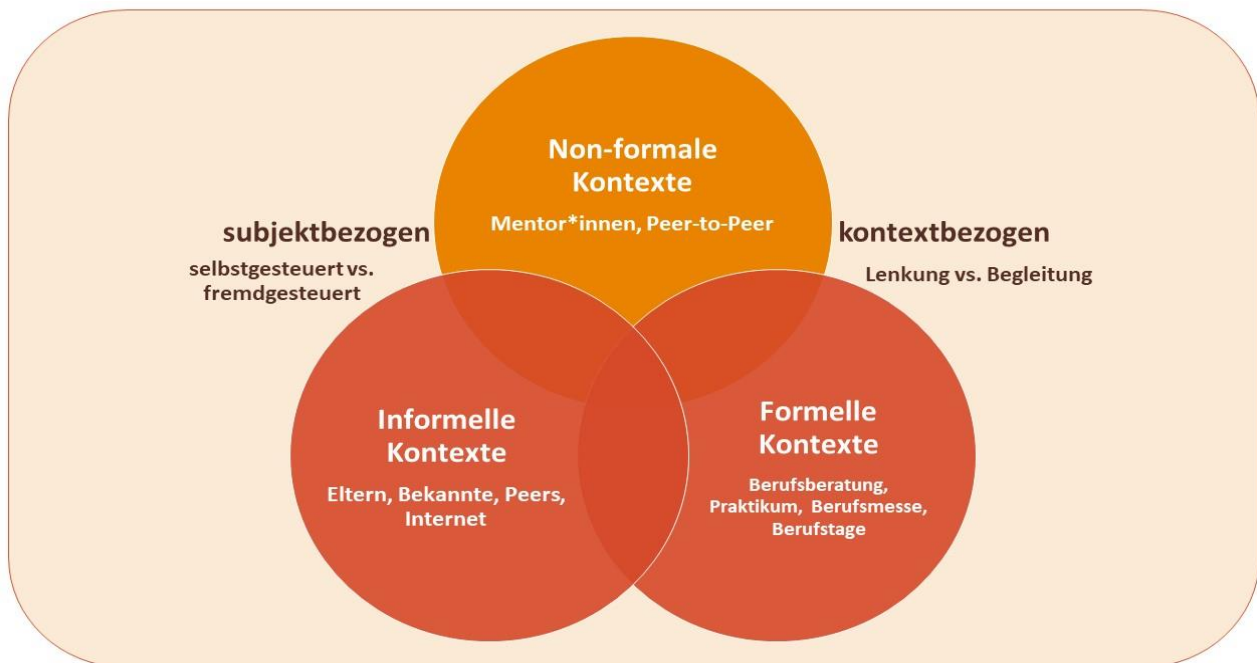 Non-formale
Kontexte
Mentor*innen, Peer-to-Peer
subjektbezogen
selbstgesteuert vs.
fremdgesteuert
kontextbezogen
Lenkung vs. Begleitung
Informelle
Kontexte
Eltern, Bekannte, Peers,
Internet
Formelle
Kontexte
Berufsberatung,
Praktikum, Berufsmesse,
Berufstage